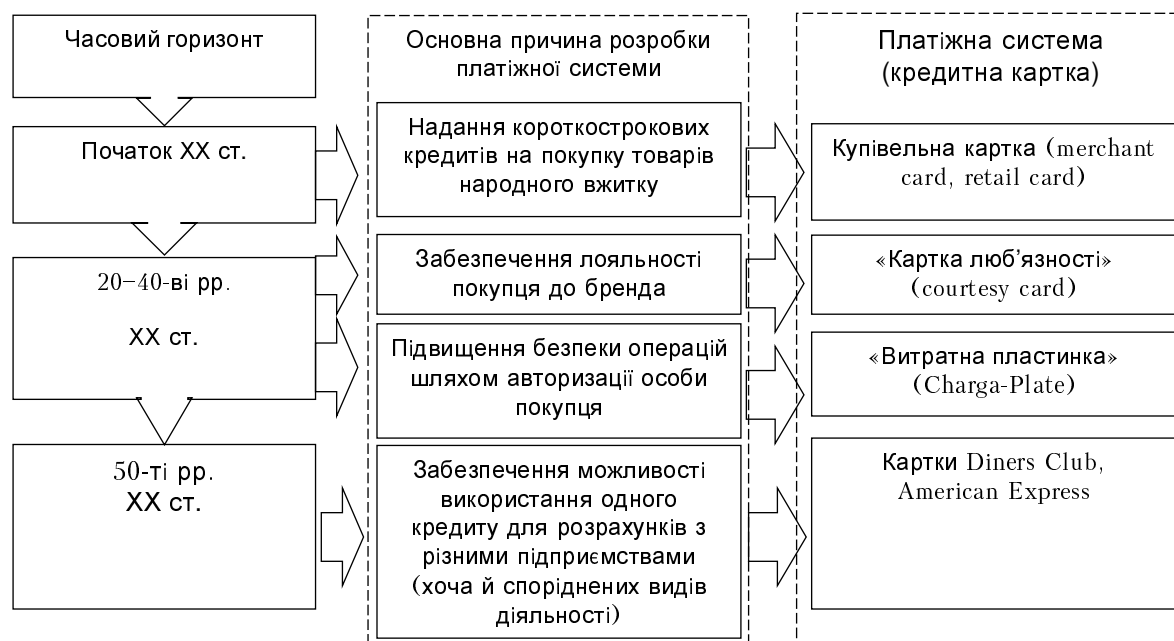 Часовий горизонт
Основна причина розробки
платіжної системи
Платіжна система
(кредитна картка)
Початок ХХ ст.
Надання короткострокових
кредитів на покупку товарів
народного вжитку
Купівельна картка (merchant
card, retail card)
20–40-ві рр.
ХХ ст.
Забезпечення лояльності
покупця до бренда
«Картка люб’язності»
(courtesy card)
Підвищення безпеки операцій
шляхом авторизації особи
покупця
«Витратна пластинка»
(Charga-Plate)
50-ті рр.
ХХ ст.
Забезпечення можливості
використання одного
кредиту для розрахунків з
різними підприємствами
(хоча й споріднених видів
діяльності)
Картки Diners Club,
American Express